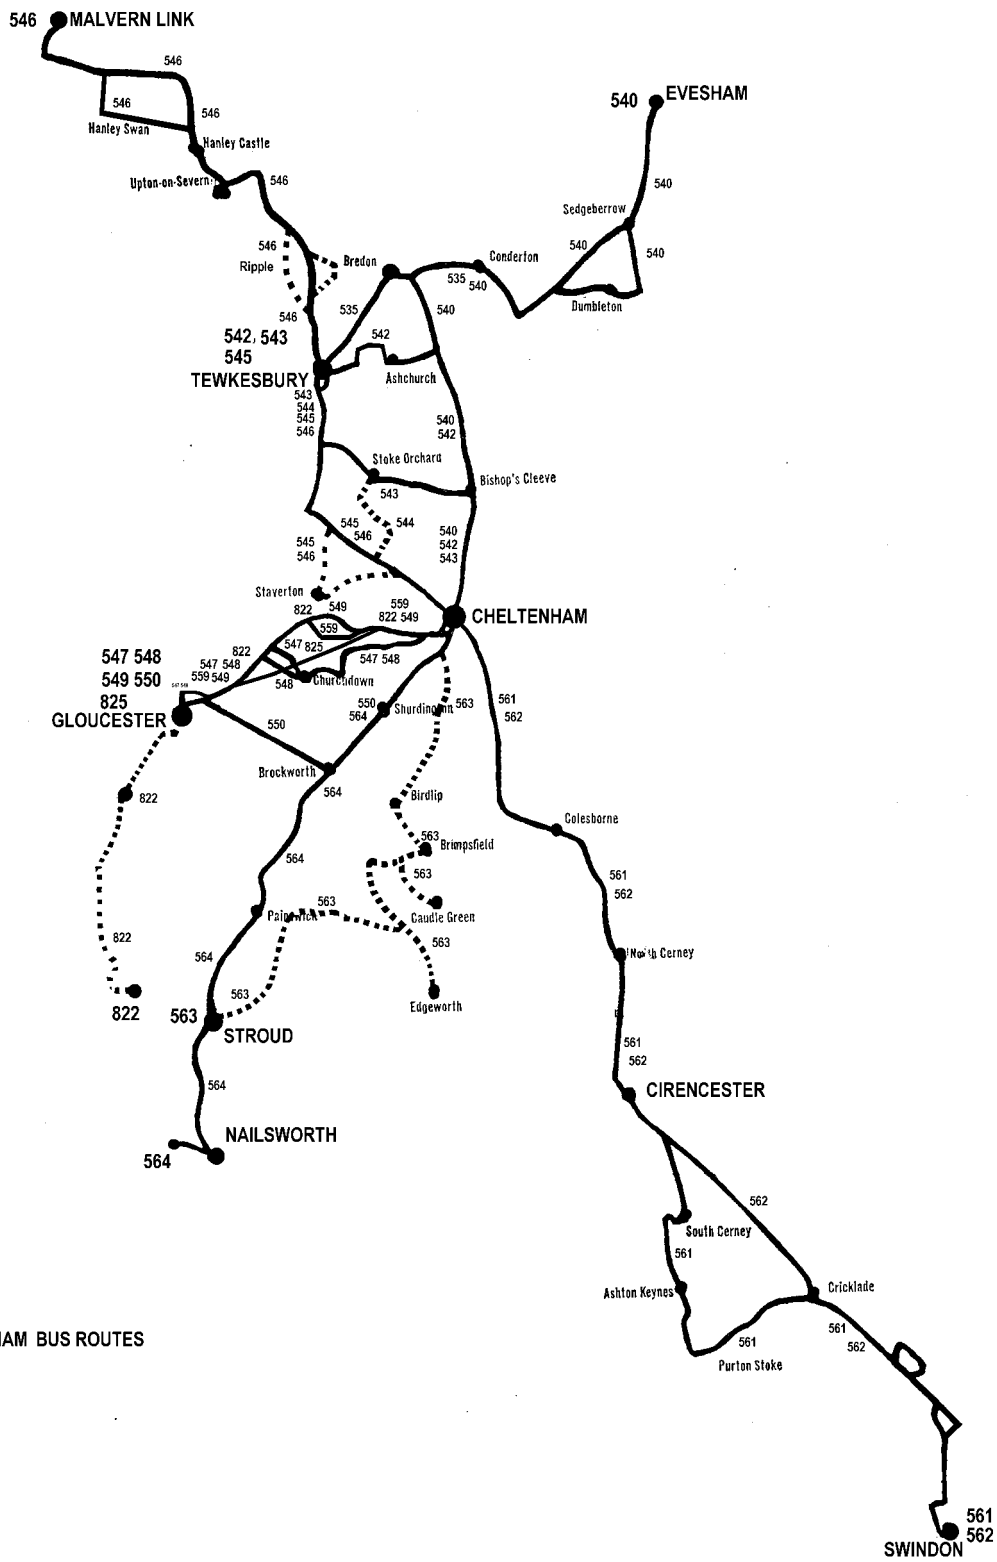 546
MALVERN LINK
546
546
546
Hanley Swan
Hanley Castle
Upton-on-Severn
546
540
EVESHAM
540
Sedgeberrow
540
540
Dumbleton
546
Ripple
546
Bredon
Conderton
535
540
535
540
542, 543
545
TEWKESBURY
542
Ashchurch
543
544
545
546
540
542
Stoke Orchard
543
Bishop's Cleeve
544
545
546
545
546
540
542
543
Staverton
CHELTENHAM
822
549
559
822 549
559
547 825
822
547 548
547 548
559 549
548
Churchdown
547 548
549 550
825
GLOUCESTER
550
550
564
Shurdington
563
561
562
Brockworth
564
822
Birdlip
563
Brimpsfield
563
Caudle Green
Colesborne
564
561
562
Painswick
563
563
822
564
North Cerney
563
Edgeworth
822
563
STROUD
561
562
564
CIRENCESTER
NAILSWORTH
564
562
South Cerney
561
Ashton Keynes
Cricklade
561
562
561
Purton Stoke
HAM BUS ROUTES
561
562
SWINDON